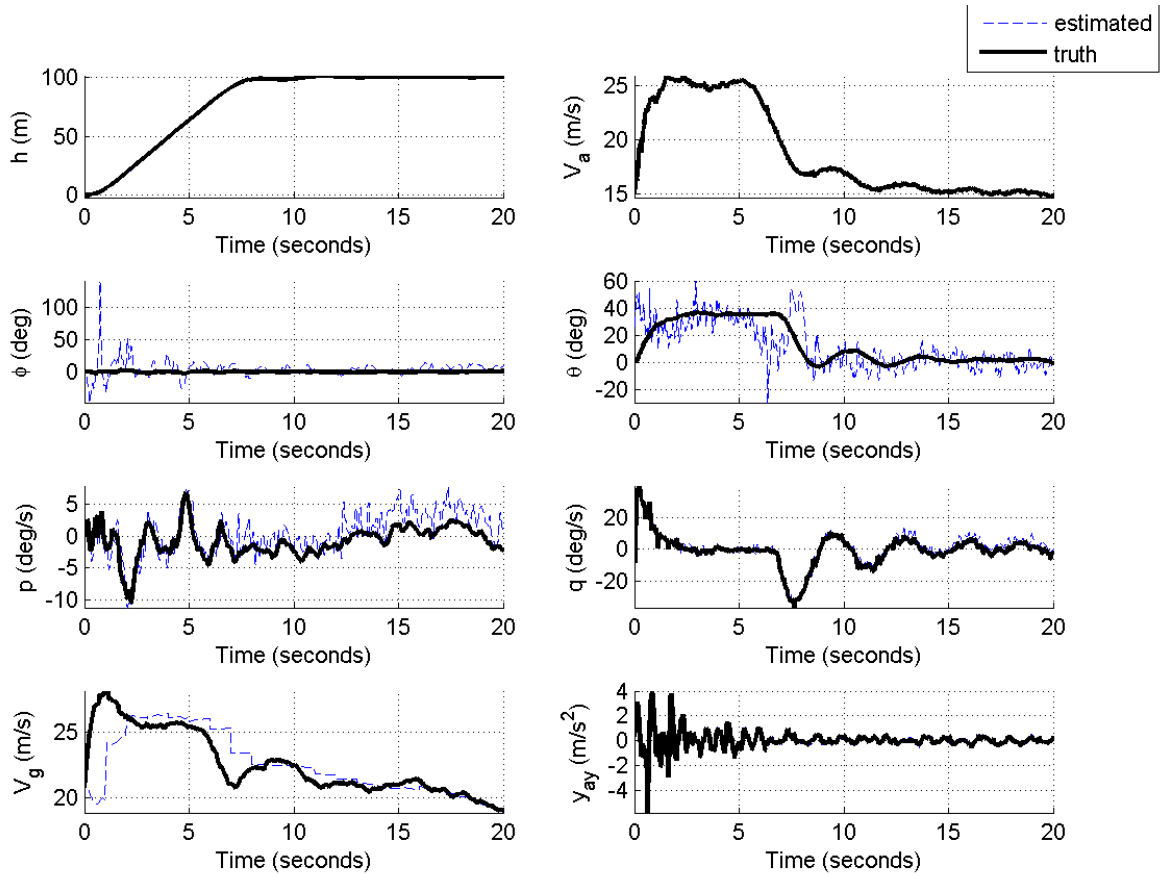 estimated
truth
100
50
0
h (m)
0 5 10 15 20
Time (seconds)
25
20
15
V_a (m/s)
0 5 10 15 20
Time (seconds)
100
50
0
ϕ (deg)
0 5 10 15 20
Time (seconds)
60
40
20
0
-20
θ (deg)
0 5 10 15 20
Time (seconds)
5
0
-5
-10
p (deg/s)
0 5 10 15 20
Time (seconds)
20
0
-20
q (deg/s)
0 5 10 15 20
Time (seconds)
25
20
V_g (m/s)
0 5 10 15 20
Time (seconds)
4
2
0
-2
-4
y_ay (m/s²)
0 5 10 15 20
Time (seconds)